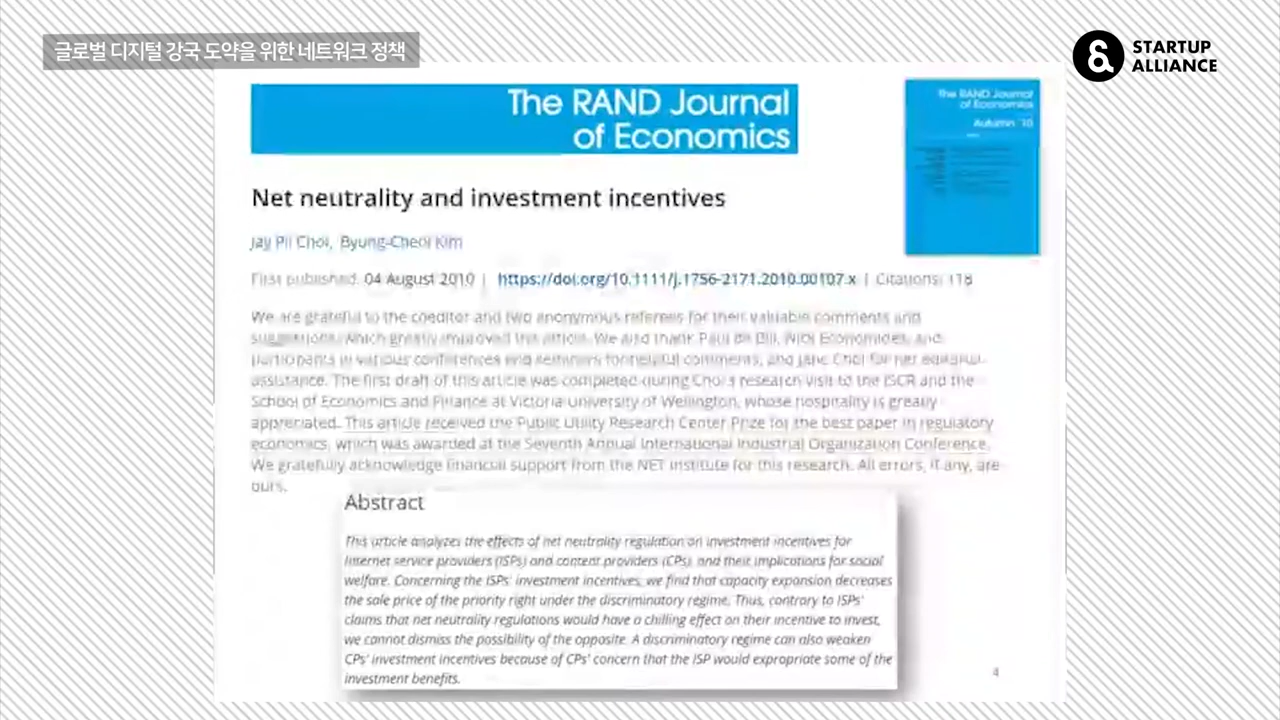 글로벌 디지털 강국 도약을 위한 네트워크 정책
STARTUP
ALLIANCE
The RAND Journal
of Economics
The RAND Journal
of Economics
Autumn '10
Net neutrality and investment incentives
Jay Pil Choi, Byung-Cheol Kim
First published: 04 August 2010 | https://doi.org/10.1111/j.1756-2171.2010.00107.x | Citations: 118
We are grateful to the coeditor and two anonymous referees for their valuable comments and
suggestions, which greatly improved this article. We also thank Paul de Bijl, Nick Economides, and
participants in various conferences and seminars for helpful comments, and Jane Choi for her editorial
assistance. The first draft of this article was completed during Choi's research visit to the ISCR and the
School of Economics and Finance at Victoria University of Wellington, whose hospitality is greatly
appreciated. This article received the Public Utility Research Center Prize for the best paper in regulatory
economics, which was awarded at the Seventh Annual International Industrial Organization Conference.
We gratefully acknowledge financial support from the NET Institute for this research. All errors, if any, are
ours.
Abstract
This article analyzes the effects of net neutrality regulation on investment incentives for
Internet service providers (ISPs) and content providers (CPs), and their implications for social
welfare. Concerning the ISPs' investment incentives, we find that capacity expansion decreases
the sale price of the priority right under the discriminatory regime. Thus, contrary to ISPs'
claims that net neutrality regulations would have a chilling effect on their incentive to invest,
we cannot dismiss the possibility of the opposite. A discriminatory regime can also weaken
CPs' investment incentives because of CPs' concern that the ISP would expropriate some of the
investment benefits.
4